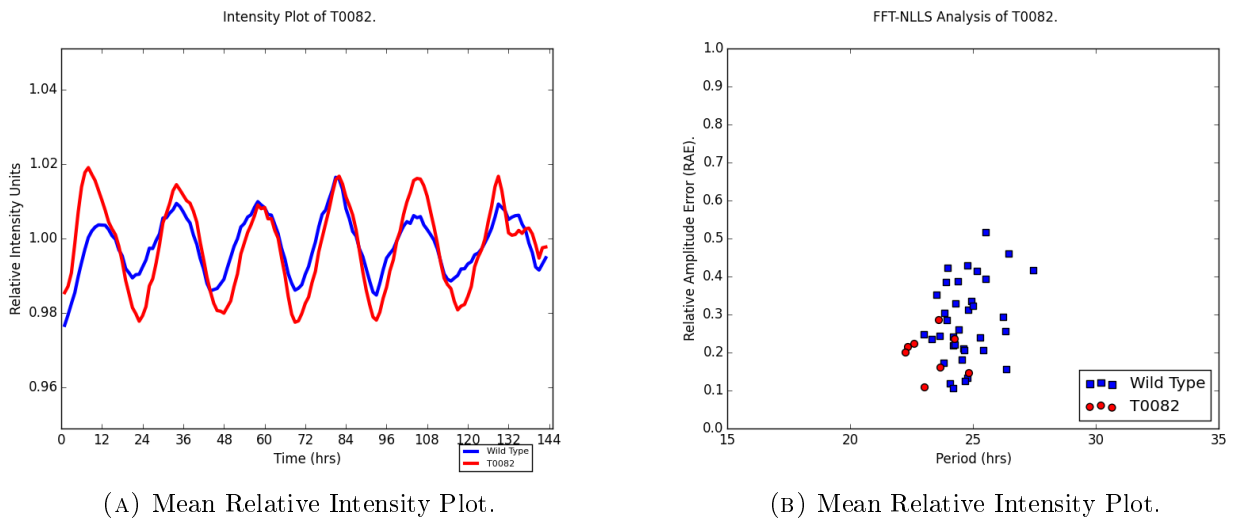 Intensity Plot of T0082.
Relative Intensity Units
1.04
1.02
1.00
0.98
0.96
0 12 24 36 48 60 72 84 96 108 120 132 144
Time (hrs)
Wild Type
T0082
(A) Mean Relative Intensity Plot.
FFT-NLLS Analysis of T0082.
Relative Amplitude Error (RAE).
1.0
0.9
0.8
0.7
0.6
0.5
0.4
0.3
0.2
0.1
0.0
15 20 25 30 35
Period (hrs)
Wild Type
T0082
(B) Mean Relative Intensity Plot.